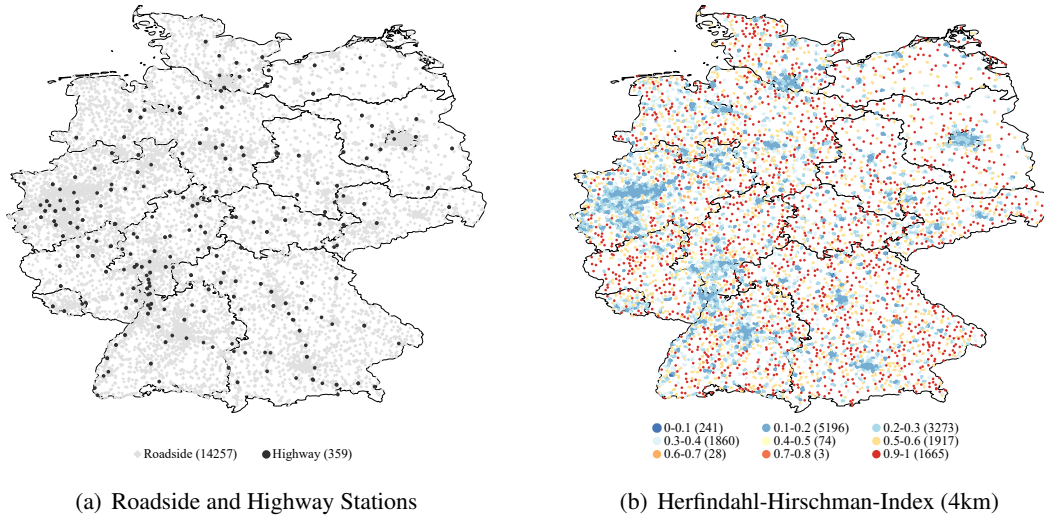 Roadside (14257) Highway (359)
0-0.1 (241) 0.1-0.2 (5196) 0.2-0.3 (3273)
0.3-0.4 (1860) 0.4-0.5 (74) 0.5-0.6 (1917)
0.6-0.7 (28) 0.7-0.8 (3) 0.9-1 (1665)
(a) Roadside and Highway Stations
(b) Herfindahl-Hirschman-Index (4km)